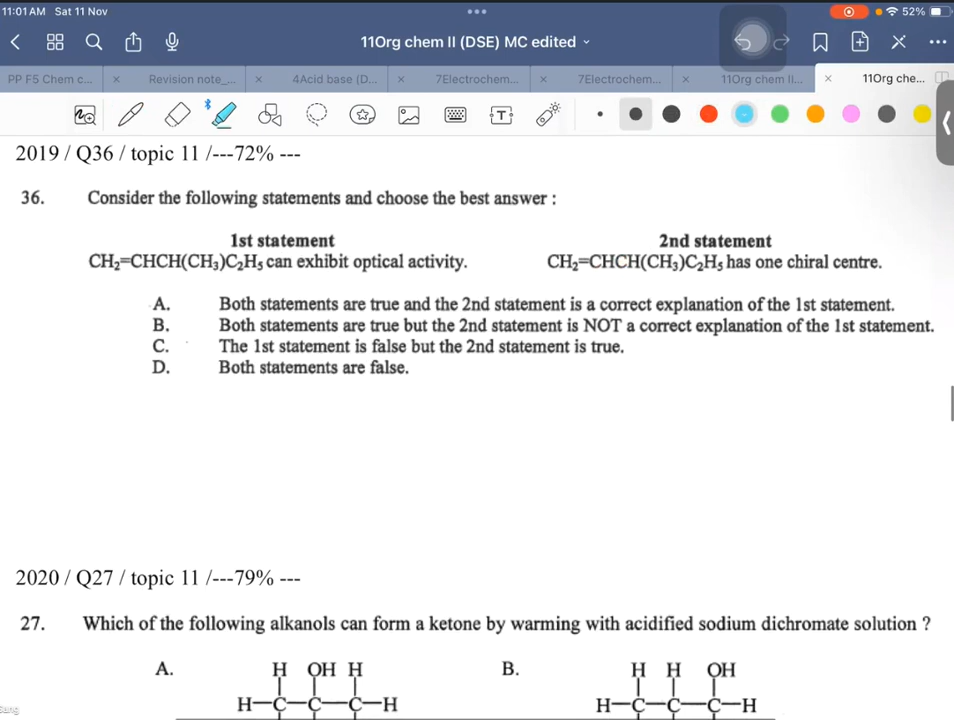 11:01 AM Sat 11 Nov
52%
11Org chem II (DSE) MC edited
PP F5 Chem c... × Revision note_... × 4Acid base (D... × 7Electrochem... × 7Electrochem... × 11Org chem II... × 11Org che...
T
2019 / Q36 / topic 11 /---72% ---
36. Consider the following statements and choose the best answer :
1st statement 2nd statement
CH₂=CHCH(CH₃)C₂H₅ can exhibit optical activity. CH₂=CHCH(CH₃)C₂H₅ has one chiral centre.
A. Both statements are true and the 2nd statement is a correct explanation of the 1st statement.
B. Both statements are true but the 2nd statement is NOT a correct explanation of the 1st statement.
C. The 1st statement is false but the 2nd statement is true.
D. Both statements are false.
2020 / Q27 / topic 11 /---79% ---
27. Which of the following alkanols can form a ketone by warming with acidified sodium dichromate solution ?
A. H OH H B. H H OH
H—C—C—C—H H—C—C—C—H